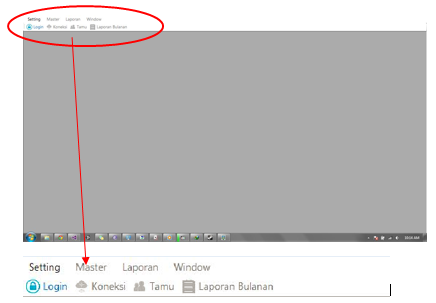 Setting Master Laporan Window
Login Koneksi Tamu Laporan Bulanan
Setting Master Laporan Window
Login Koneksi Tamu Laporan Bulanan